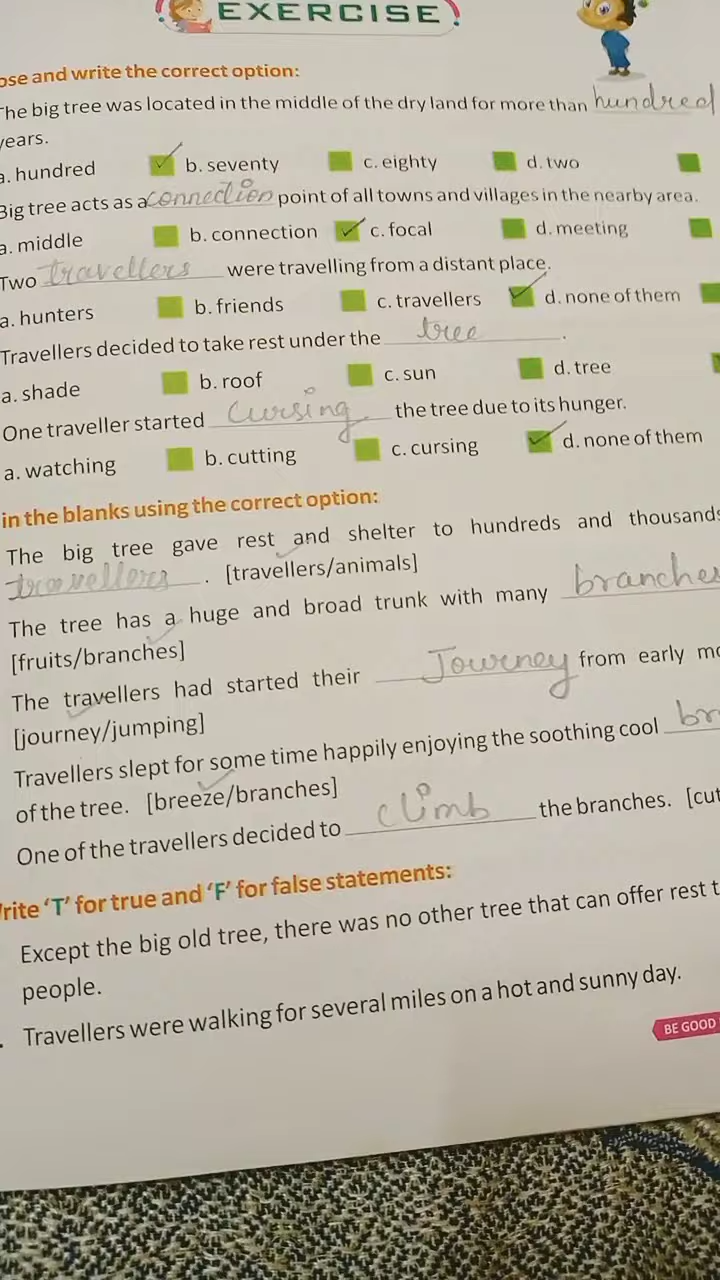 EXERCISE
ose and write the correct option:
The big tree was located in the middle of the dry land for more than hundred
years.
a. hundred b. seventy c. eighty d. two
Big tree acts as a connection point of all towns and villages in the nearby area.
a. middle b. connection c. focal d. meeting
Two travellers were travelling from a distant place.
a. hunters b. friends c. travellers d. none of them
Travellers decided to take rest under the tree .
a. shade b. roof c. sun d. tree
One traveller started cursing the tree due to its hunger.
a. watching b. cutting c. cursing d. none of them
in the blanks using the correct option:
The big tree gave rest and shelter to hundreds and thousands
travellers . [travellers/animals]
The tree has a huge and broad trunk with many branches
[fruits/branches]
The travellers had started their Journey from early mo
[journey/jumping]
Travellers slept for some time happily enjoying the soothing cool br
of the tree. [breeze/branches]
One of the travellers decided to climb the branches. [cut
rite 'T' for true and 'F' for false statements:
Except the big old tree, there was no other tree that can offer rest t
people.
Travellers were walking for several miles on a hot and sunny day.
BE GOOD